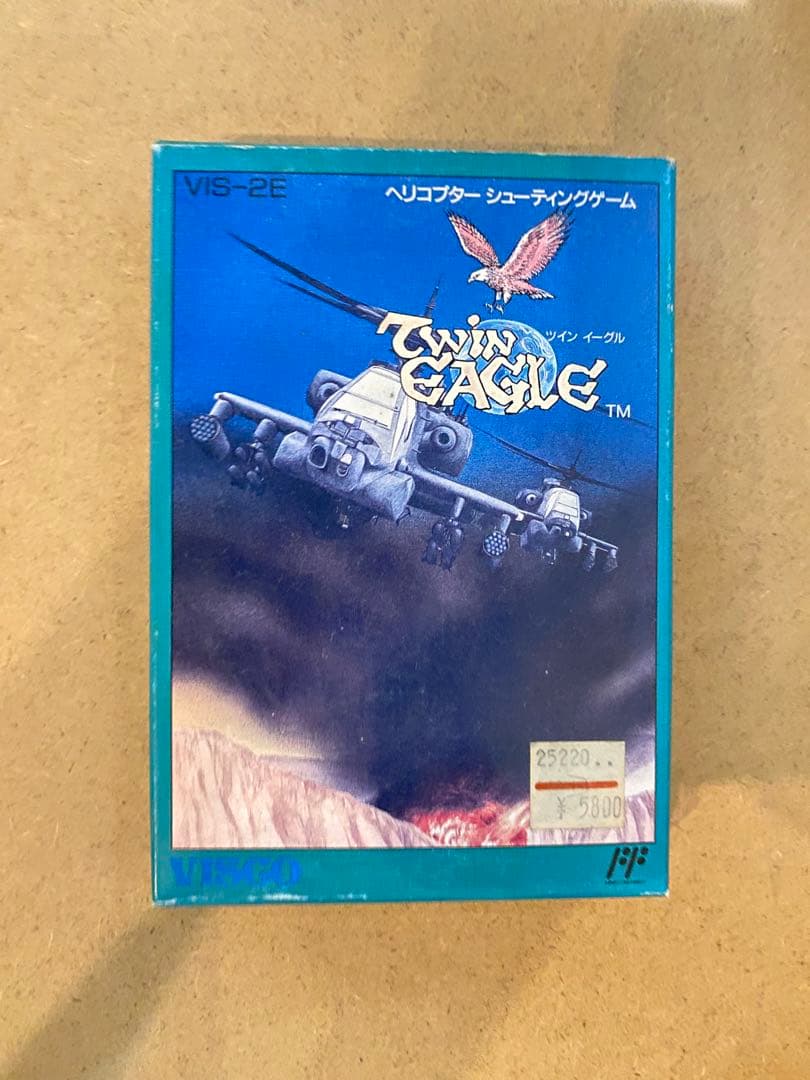 VIS-2E
ヘリコプター シューティングゲーム
TWIN
ツイン イーグル
EAGLE
TM
25220..
¥ 5800
VISCO